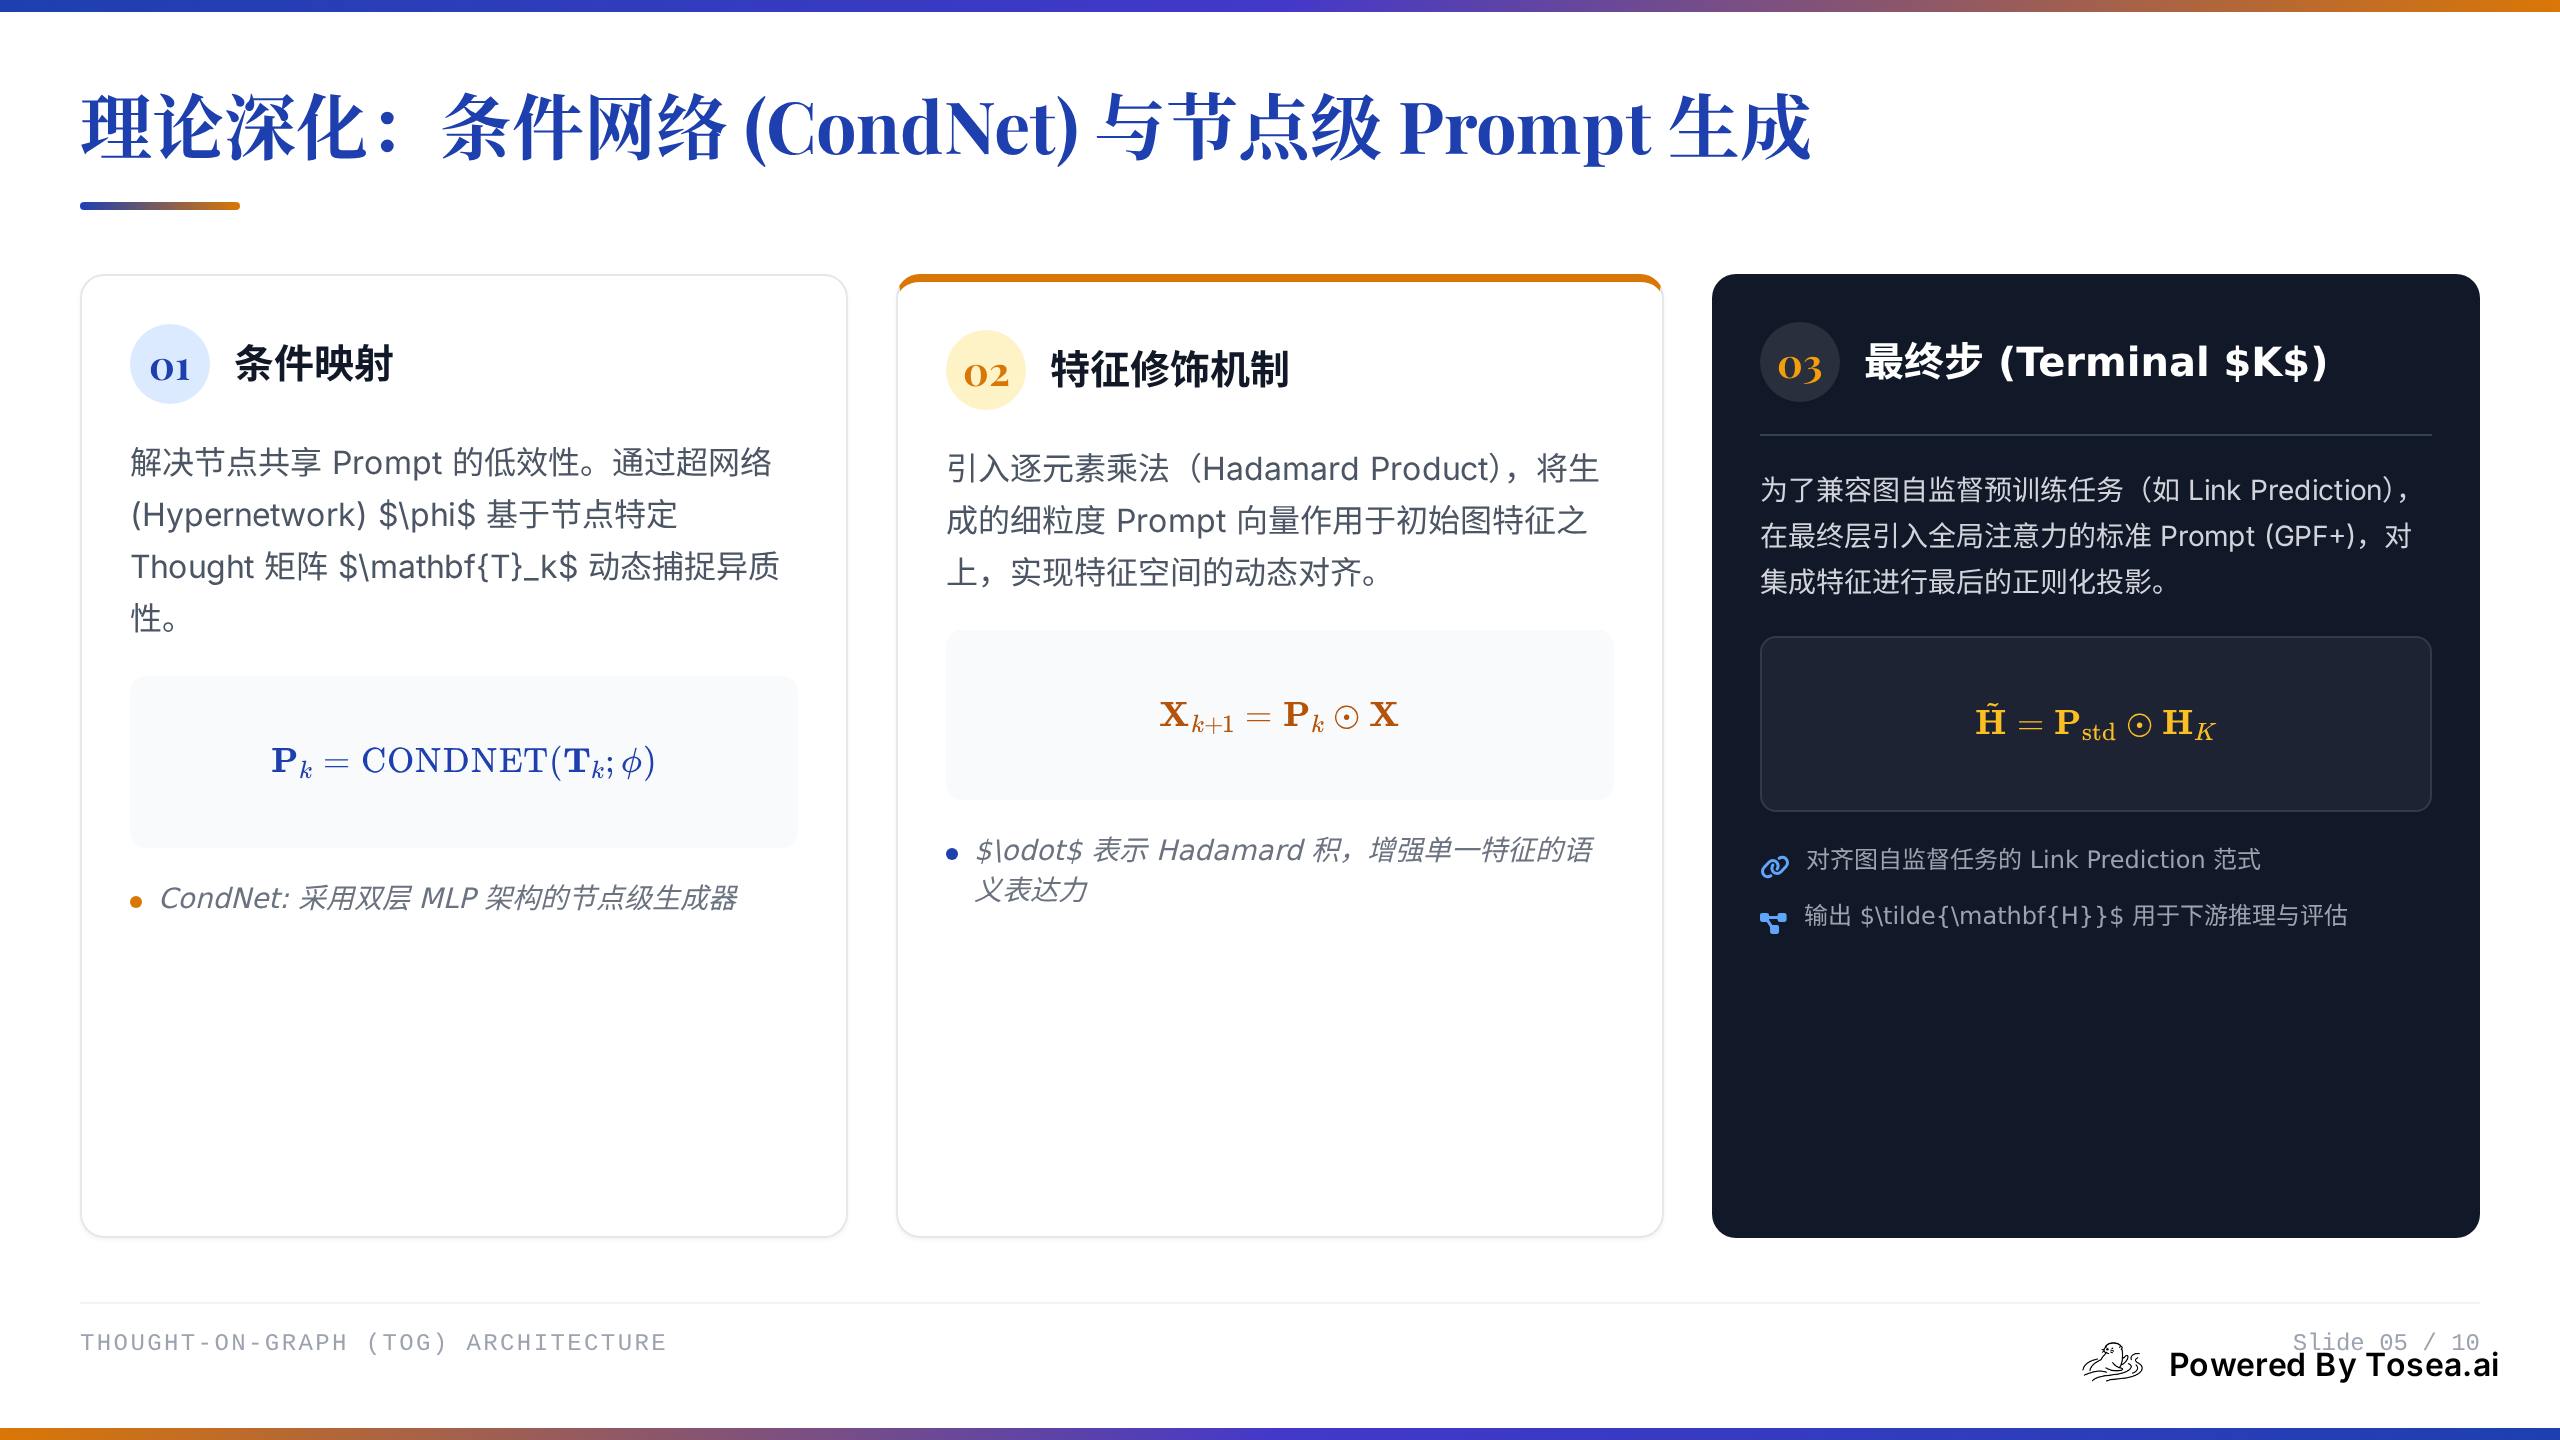 理论深化：条件网络 (CondNet) 与节点级 Prompt 生成
01 条件映射
解决节点共享 Prompt 的低效性。通过超网络
(Hypernetwork) $\phi$ 基于节点特定
Thought 矩阵 $\mathbf{T}_k$ 动态捕捉异质
性。
P_k = CONDNET(T_k; ϕ)
CondNet: 采用双层 MLP 架构的节点级生成器
02 特征修饰机制
引入逐元素乘法（Hadamard Product），将生
成的细粒度 Prompt 向量作用于初始图特征之
上，实现特征空间的动态对齐。
X_{k+1} = P_k ⊙ X
$\odot$ 表示 Hadamard 积，增强单一特征的语
义表达力
03 最终步 (Terminal $K$)
为了兼容图自监督预训练任务（如 Link Prediction），
在最终层引入全局注意力的标准 Prompt (GPF+)，对
集成特征进行最后的正则化投影。
H̃ = P_std ⊙ H_K
对齐图自监督任务的 Link Prediction 范式
输出 $\tilde{\mathbf{H}}$ 用于下游推理与评估
THOUGHT-ON-GRAPH (TOG) ARCHITECTURE
Slide 05 / 10
Powered By Tosea.ai